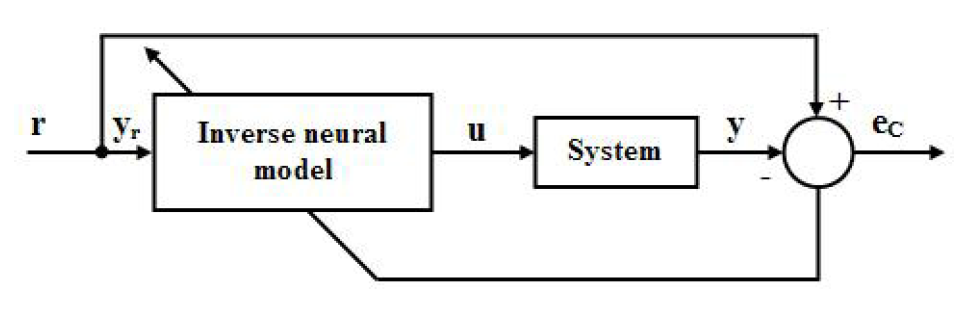 r
yr
Inverse neural
model
u
System
y
+
-
eC